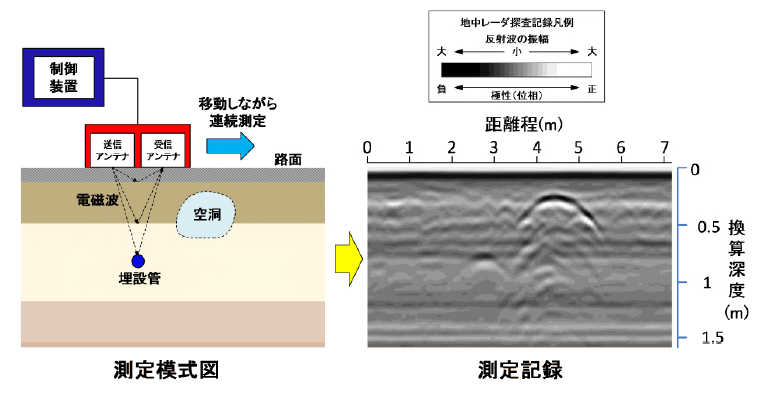 地中レーダ探査記録凡例
反射波の振幅
大 小 大
負 極性(位相) 正
制御
装置
送信
アンテナ
受信
アンテナ
移動しながら
連続測定
路面
電磁波
空洞
埋設管
測定模式図
距離程(m)
0 1 2 3 4 5 6 7
0
0.5
1
1.5
換算深度(m)
測定記録